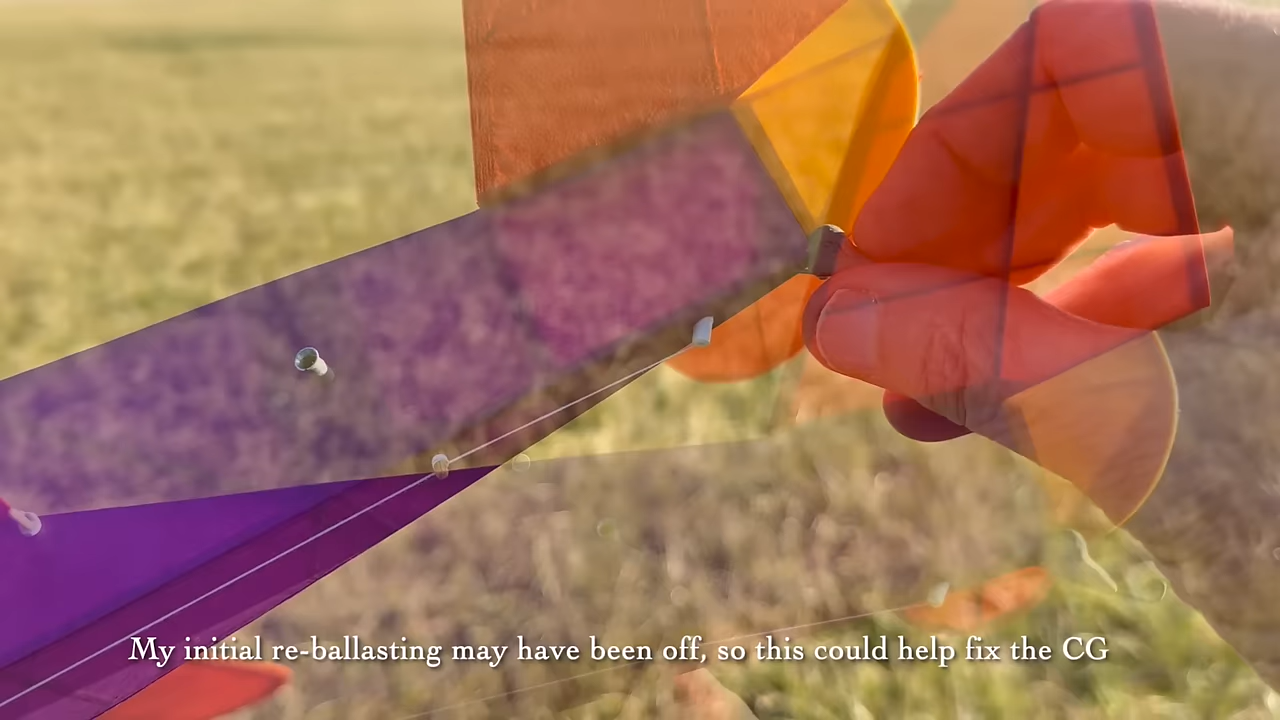 My initial re-ballasting may have been off, so this could help fix the CG